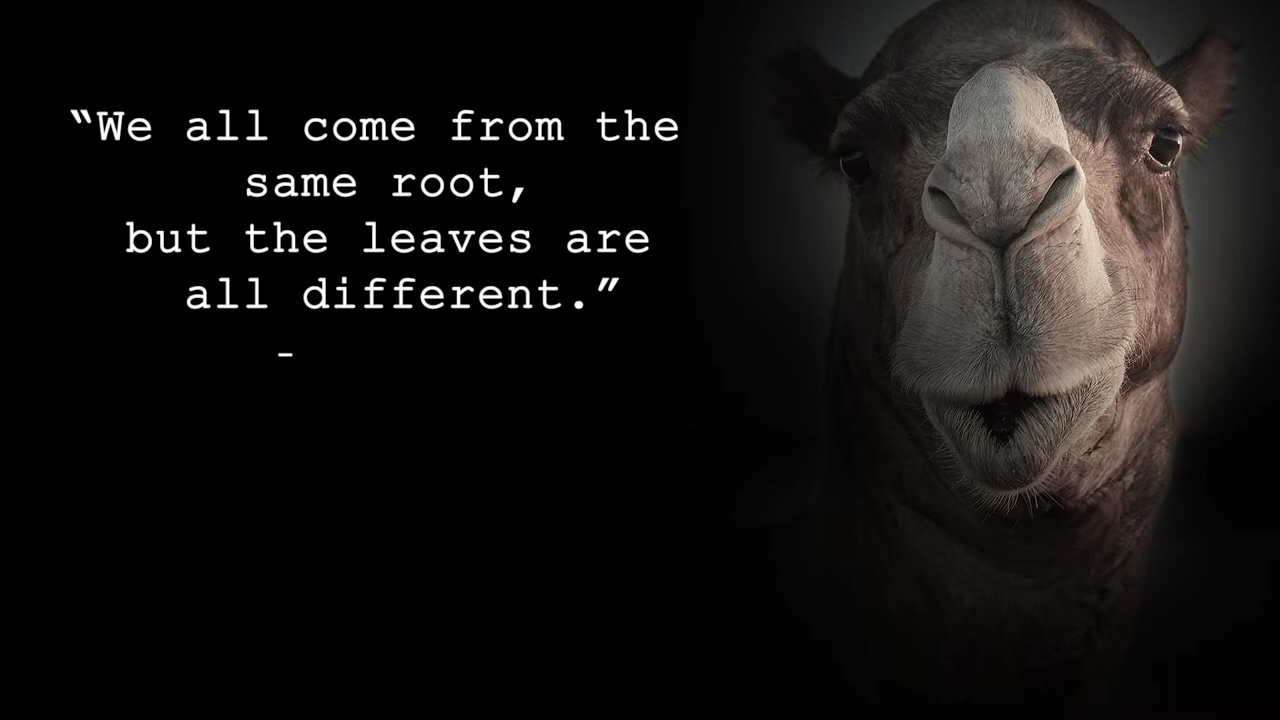 “We all come from the
same root,
but the leaves are
all different.”
-